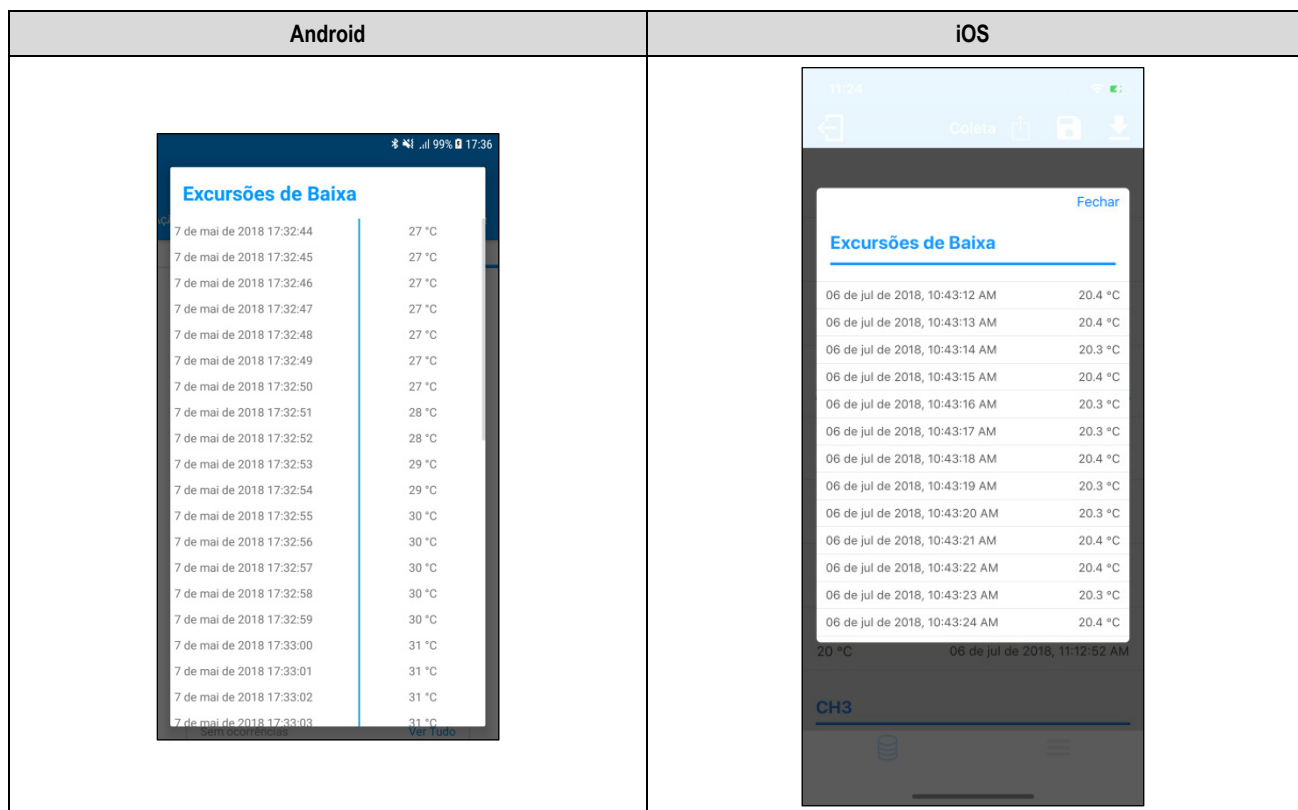 Android
iOS
99% 17:36
Excursões de Baixa
7 de mai de 2018 17:32:44 27 °C
7 de mai de 2018 17:32:45 27 °C
7 de mai de 2018 17:32:46 27 °C
7 de mai de 2018 17:32:47 27 °C
7 de mai de 2018 17:32:48 27 °C
7 de mai de 2018 17:32:49 27 °C
7 de mai de 2018 17:32:50 27 °C
7 de mai de 2018 17:32:51 28 °C
7 de mai de 2018 17:32:52 28 °C
7 de mai de 2018 17:32:53 29 °C
7 de mai de 2018 17:32:54 29 °C
7 de mai de 2018 17:32:55 30 °C
7 de mai de 2018 17:32:56 30 °C
7 de mai de 2018 17:32:57 30 °C
7 de mai de 2018 17:32:58 30 °C
7 de mai de 2018 17:32:59 30 °C
7 de mai de 2018 17:33:00 31 °C
7 de mai de 2018 17:33:01 31 °C
7 de mai de 2018 17:33:02 31 °C
7 de mai de 2018 17:33:03 31 °C
Sem ocorrências Ver Tudo
11:24
Coleta
Fechar
Excursões de Baixa
06 de jul de 2018, 10:43:12 AM 20.4 °C
06 de jul de 2018, 10:43:13 AM 20.4 °C
06 de jul de 2018, 10:43:14 AM 20.3 °C
06 de jul de 2018, 10:43:15 AM 20.4 °C
06 de jul de 2018, 10:43:16 AM 20.3 °C
06 de jul de 2018, 10:43:17 AM 20.3 °C
06 de jul de 2018, 10:43:18 AM 20.4 °C
06 de jul de 2018, 10:43:19 AM 20.3 °C
06 de jul de 2018, 10:43:20 AM 20.3 °C
06 de jul de 2018, 10:43:21 AM 20.4 °C
06 de jul de 2018, 10:43:22 AM 20.4 °C
06 de jul de 2018, 10:43:23 AM 20.3 °C
06 de jul de 2018, 10:43:24 AM 20.4 °C
20 °C 06 de jul de 2018, 11:12:52 AM
CH3